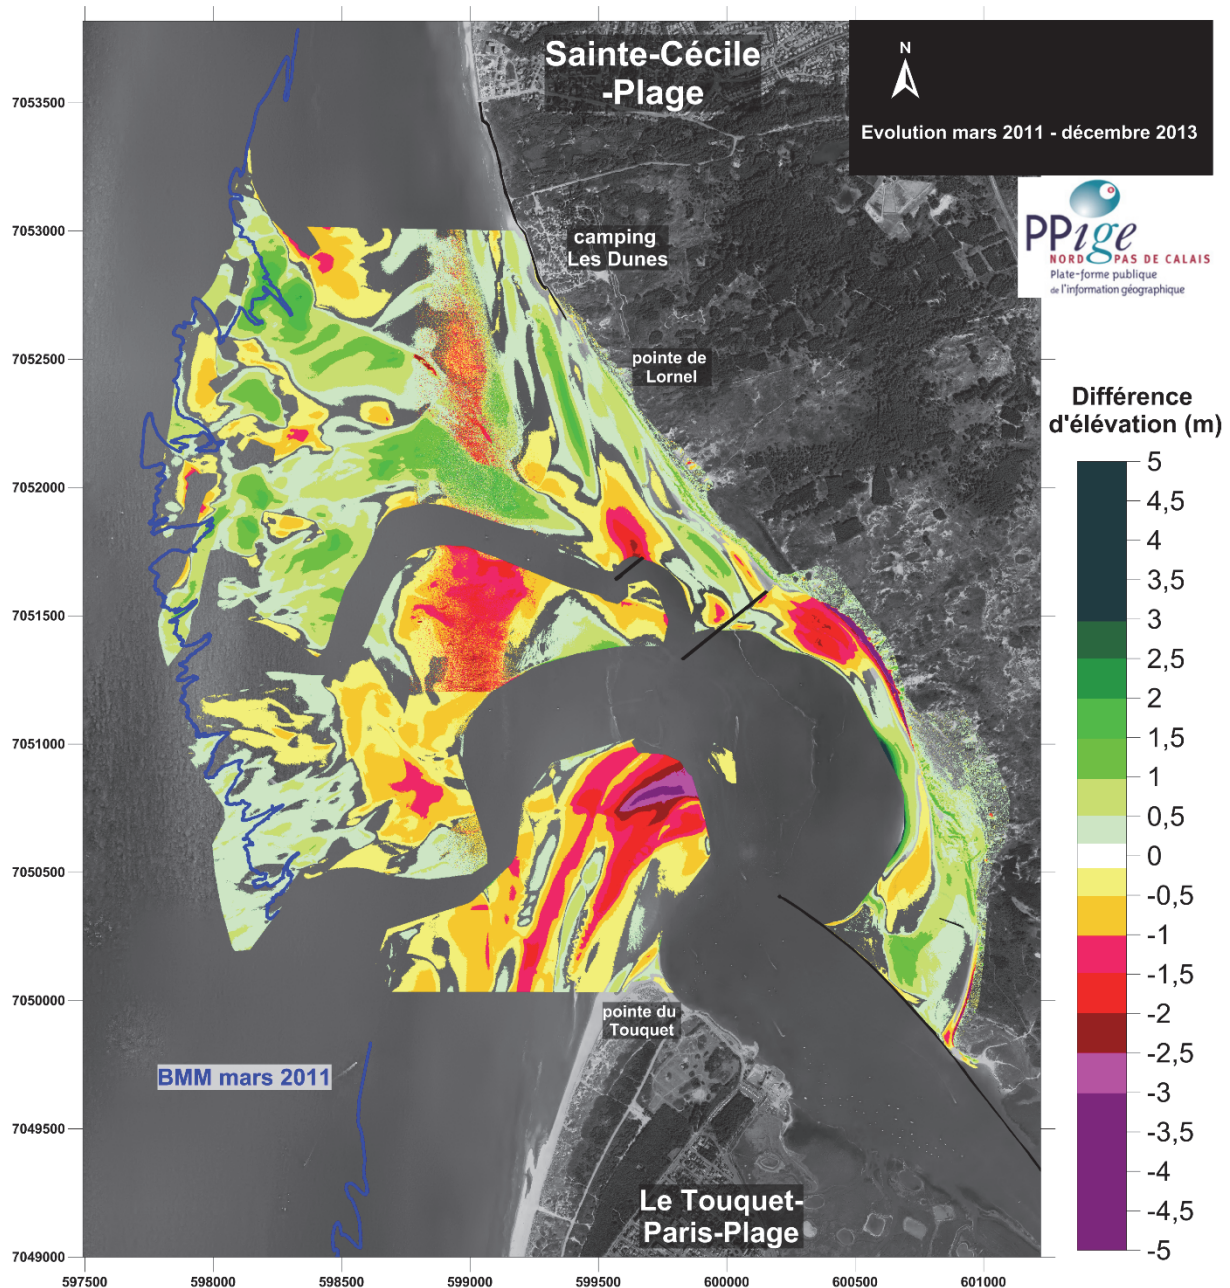 Sainte-Cécile
-Plage
N
Evolution mars 2011 - décembre 2013
PPige
NORD PAS DE CALAIS
Plate-forme publique
de l'information géographique
camping
Les Dunes
pointe de
Lornel
Différence
d'élévation (m)
5
4,5
4
3,5
3
2,5
2
1,5
1
0,5
0
-0,5
-1
-1,5
-2
-2,5
-3
-3,5
-4
-4,5
-5
pointe du
Touquet
BMM mars 2011
Le Touquet-
Paris-Plage
7053500
7053000
7052500
7052000
7051500
7051000
7050500
7050000
7049500
7049000
597500 598000 598500 599000 599500 600000 600500 601000